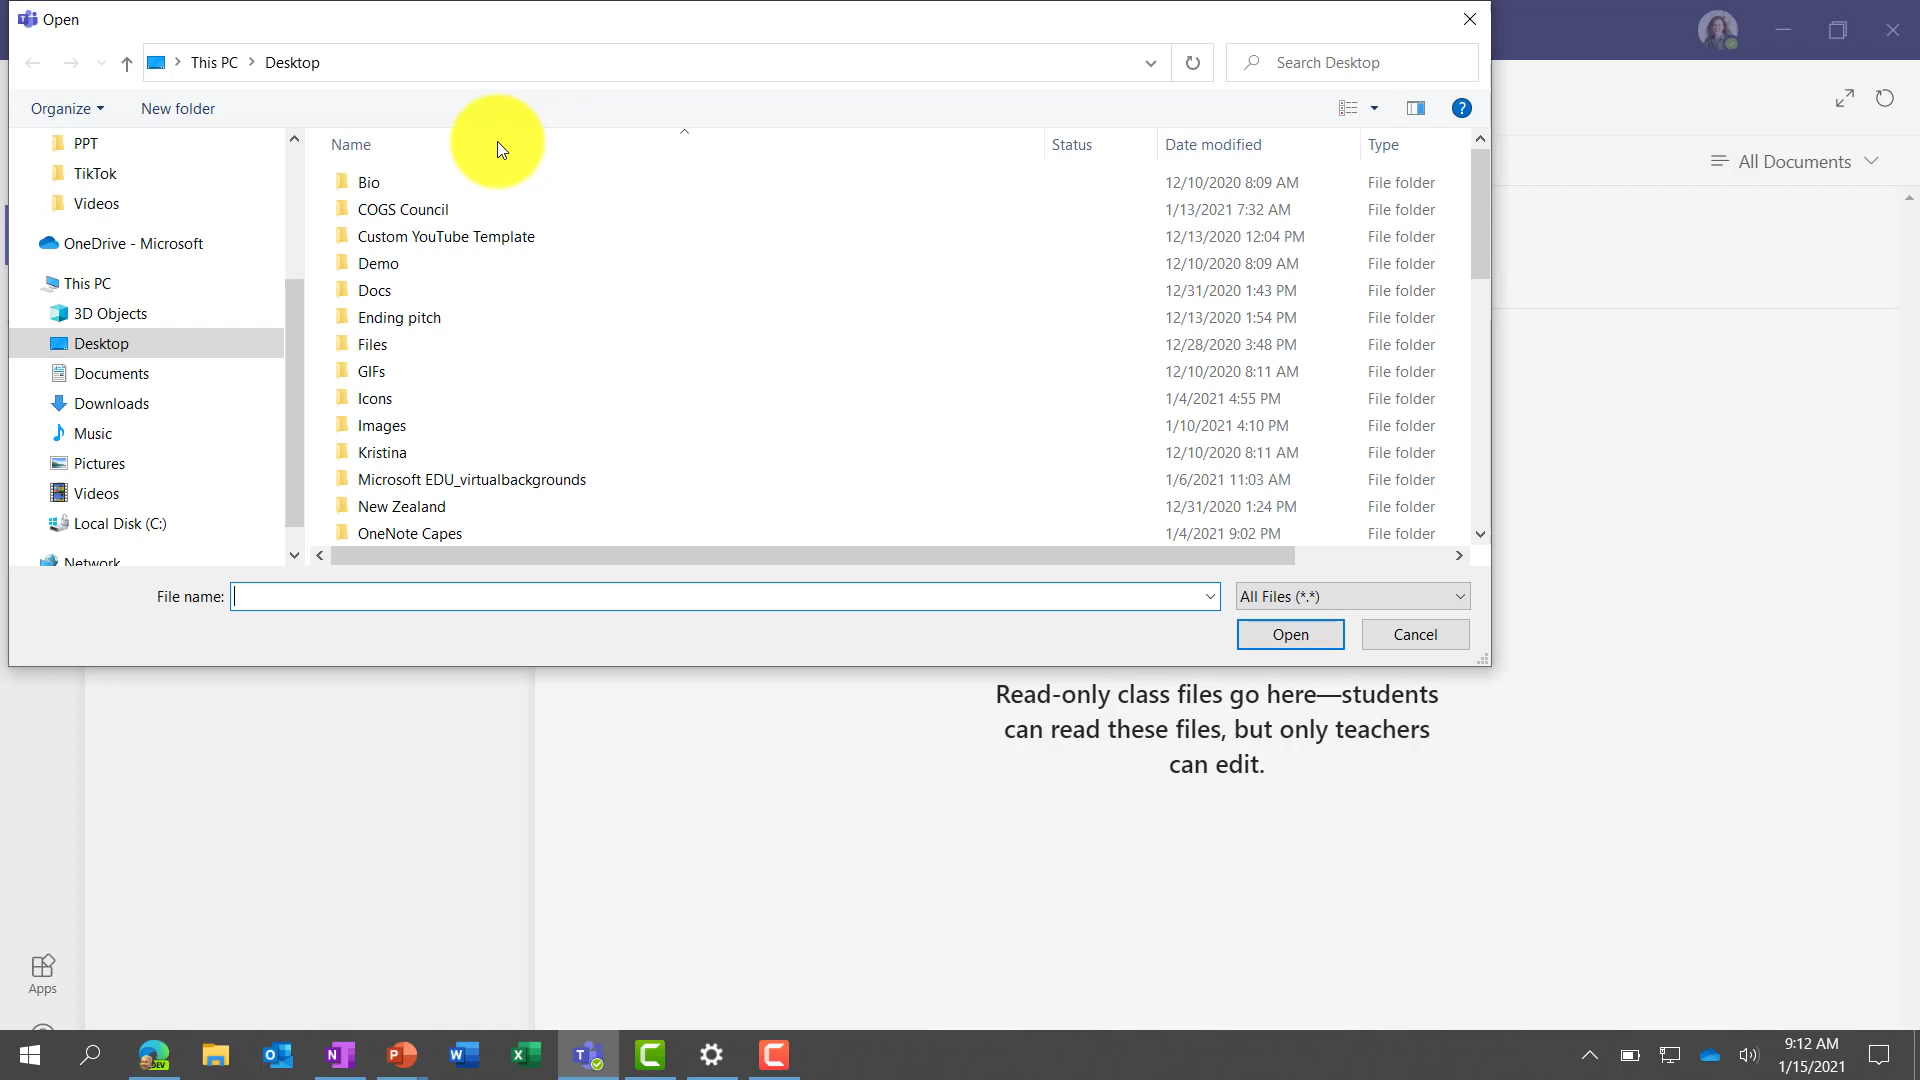 Open
This PC
Desktop
Search Desktop
Organize
New folder
?
Name
Status
Date modified
Type
PPT
TikTok
Videos
OneDrive - Microsoft
This PC
3D Objects
Desktop
Documents
Downloads
Music
Pictures
Videos
Local Disk (C:)
Network
Bio 12/10/2020 8:09 AM File folder
COGS Council 1/13/2021 7:32 AM File folder
Custom YouTube Template 12/13/2020 12:04 PM File folder
Demo 12/10/2020 8:09 AM File folder
Docs 12/31/2020 1:43 PM File folder
Ending pitch 12/13/2020 1:54 PM File folder
Files 12/28/2020 3:48 PM File folder
GIFs 12/10/2020 8:11 AM File folder
Icons 1/4/2021 4:55 PM File folder
Images 1/10/2021 4:10 PM File folder
Kristina 12/10/2020 8:11 AM File folder
Microsoft EDU_virtualbackgrounds 1/6/2021 11:03 AM File folder
New Zealand 12/31/2020 1:24 PM File folder
OneNote Capes 1/4/2021 9:02 PM File folder
File name:
All Files (*.*)
Open
Cancel
All Documents
Read-only class files go here—students
can read these files, but only teachers
can edit.
Apps
DEV
O
N
P
W
X
T
C
C
9:12 AM
1/15/2021